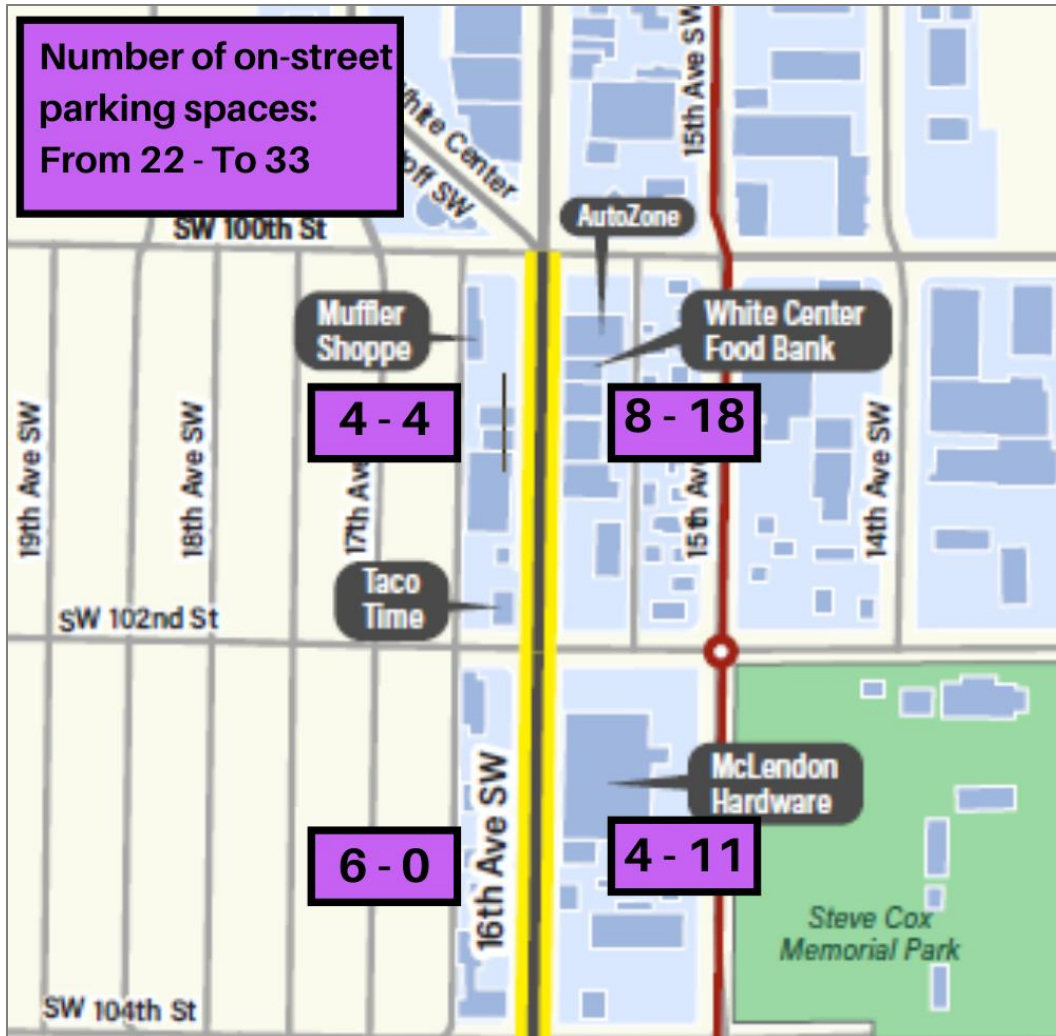 Number of on-street
parking spaces:
From 22 - To 33
White Center
off SW
15th Ave SW
SW 100th St
AutoZone
Muffler
Shoppe
White Center
Food Bank
4 - 4
8 - 18
19th Ave SW
18th Ave SW
17th Ave
15th Av
14th Ave SW
Taco
Time
SW 102nd St
McLendon
Hardware
16th Ave SW
6 - 0
4 - 11
Steve Cox
Memorial Park
SW 104th St